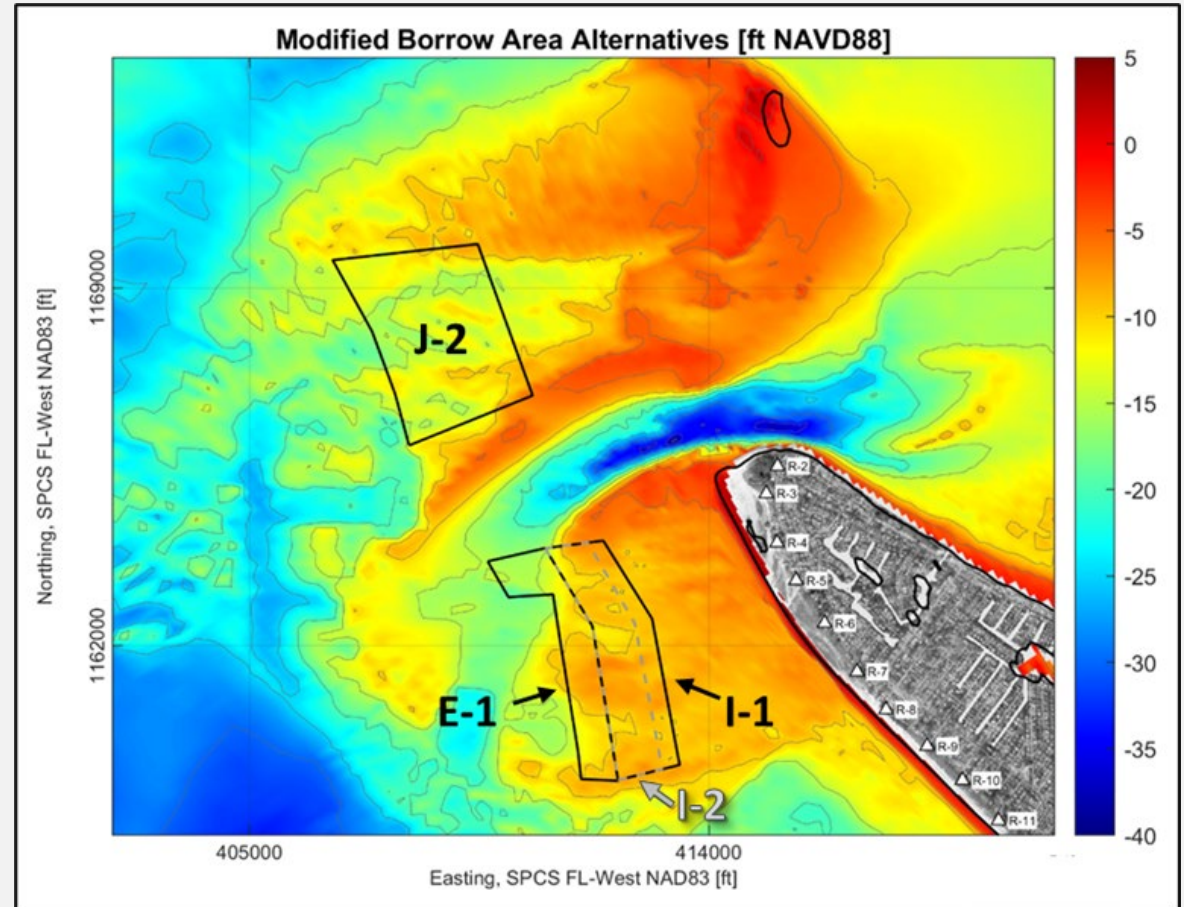 Modified Borrow Area Alternatives [ft NAVD88]
5
0
-5
-10
-15
-20
-25
-30
-35
-40
Northing, SPCS FL-West NAD83 [ft]
1169000
1162000
J-2
E-1
I-1
I-2
R-2
R-3
R-4
R-5
R-6
R-7
R-8
R-9
R-10
R-11
405000
414000
Easting, SPCS FL-West NAD83 [ft]